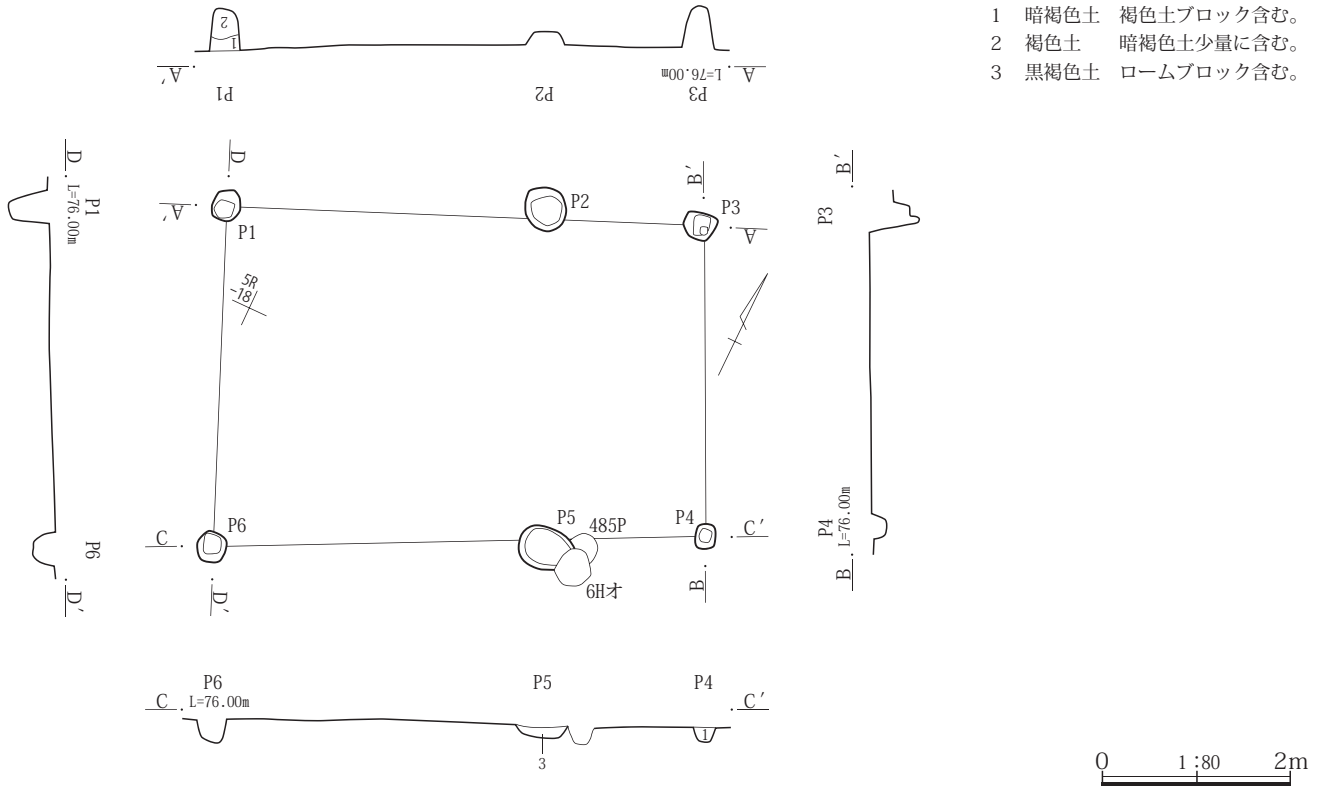 1　暗褐色土　褐色土ブロック含む。
2　褐色土　　暗褐色土少量に含む。
3　黒褐色土　ロームブロック含む。
2
1
A′
L=76.00m
A
P1
P2
P3
D
L=76.00m
P1
P6
D′
D
B′
A′
P1
P2
P3
A
5R
-18
B′
P3
P4
L=76.00m
B
C
P6
P5
485P
P4
C′
6H才
D′
B
P6
P5
P4
C
L=76.00m
C′
1
3
0
1:80
2m